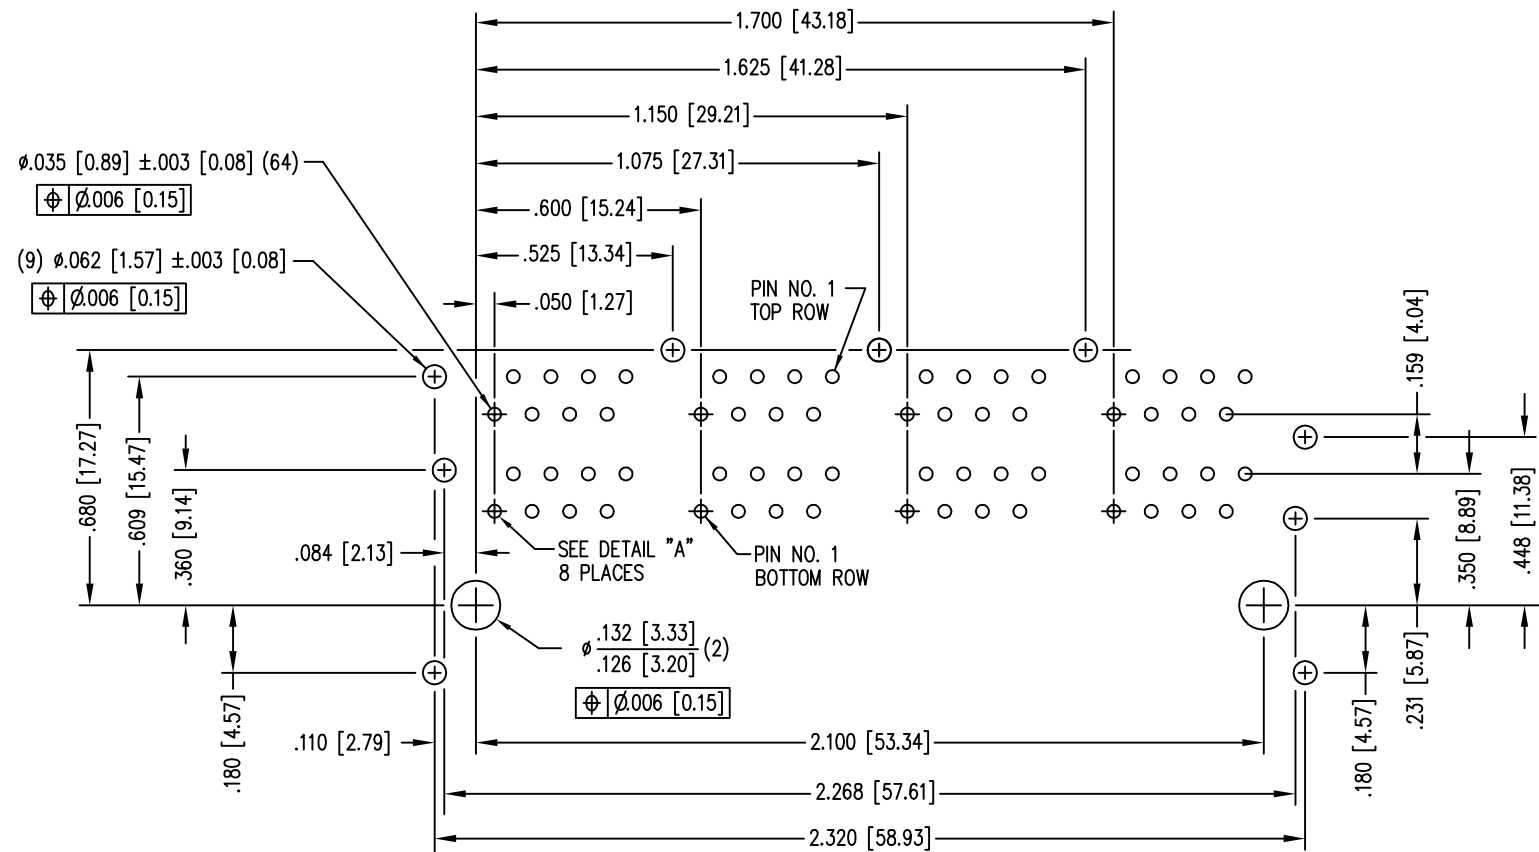 1.700 [43.18]
1.625 [41.28]
1.150 [29.21]
1.075 [27.31]
ø.035 [0.89] ±.003 [0.08] (64)
⌖ Ø.006 [0.15]
.600 [15.24]
(9) ø.062 [1.57] ±.003 [0.08]
⌖ Ø.006 [0.15]
.525 [13.34]
.050 [1.27]
PIN NO. 1
TOP ROW
.159 [4.04]
.680 [17.27]
.609 [15.47]
.360 [9.14]
.084 [2.13]
SEE DETAIL "A"
8 PLACES
PIN NO. 1
BOTTOM ROW
.350 [8.89]
.448 [11.38]
ø .132 [3.33]
.126 [3.20] (2)
⌖ Ø.006 [0.15]
.231 [5.87]
.180 [4.57]
.110 [2.79]
2.100 [53.34]
.180 [4.57]
2.268 [57.61]
2.320 [58.93]